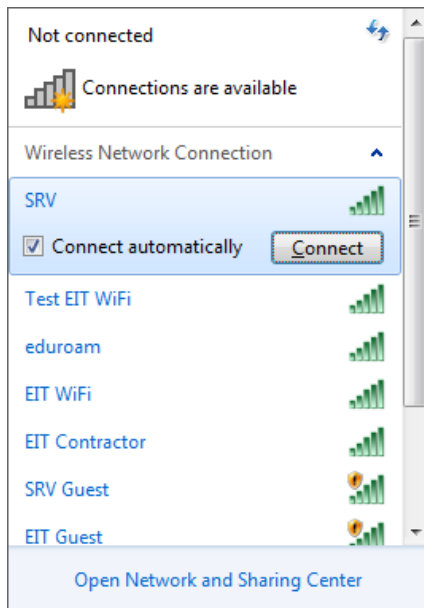 Not connected
Connections are available
Wireless Network Connection
SRV
Connect automatically Connect
Test EIT WiFi
eduroam
EIT WiFi
EIT Contractor
SRV Guest
EIT Guest
Open Network and Sharing Center